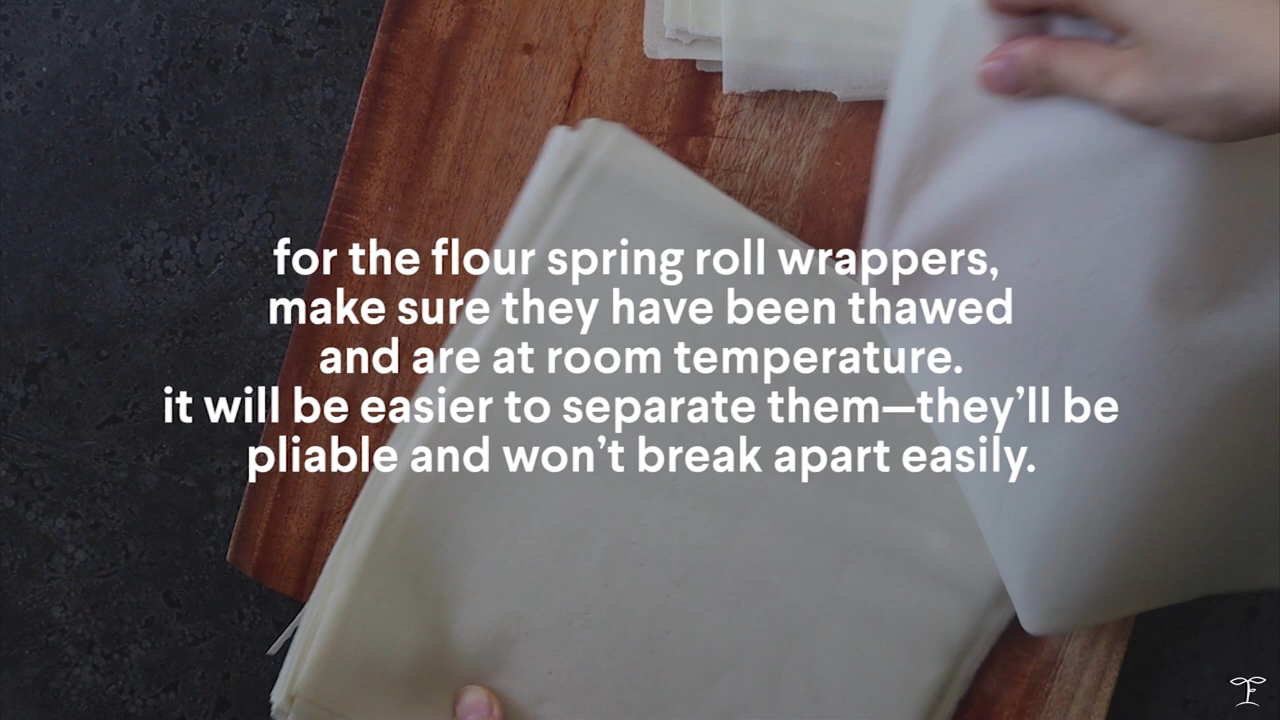 for the flour spring roll wrappers,
make sure they have been thawed
and are at room temperature.
it will be easier to separate them—they’ll be
pliable and won’t break apart easily.